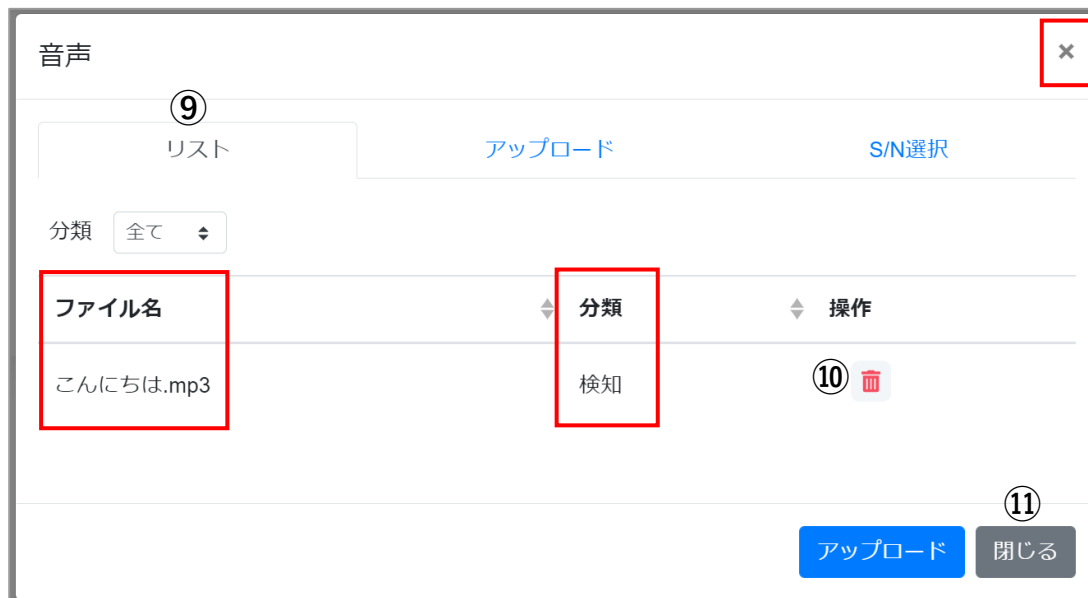 音声 ×
⑨
リスト アップロード S/N選択
分類 全て
ファイル名 分類 操作
こんにちは.mp3 検知 ⑩
⑪
アップロード 閉じる